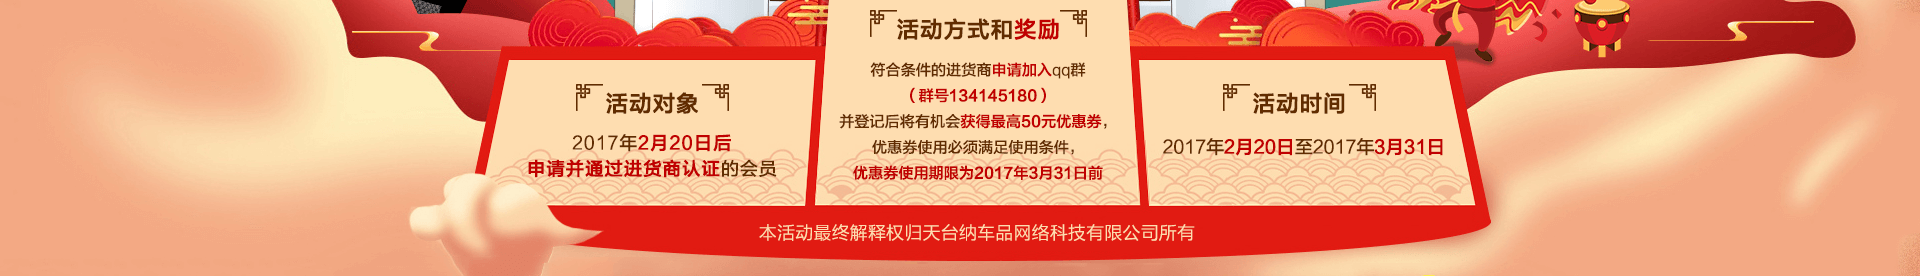 活动对象
2017年2月20日后
申请并通过进货商认证的会员
活动方式和奖励
符合条件的进货商申请加入qq群
（群号134145180）
并登记后将有机会获得最高50元优惠券，
优惠券使用必须满足使用条件，
优惠券使用期限为2017年3月31日前
活动时间
2017年2月20日至2017年3月31日
本活动最终解释权归天台纳车品网络科技有限公司所有